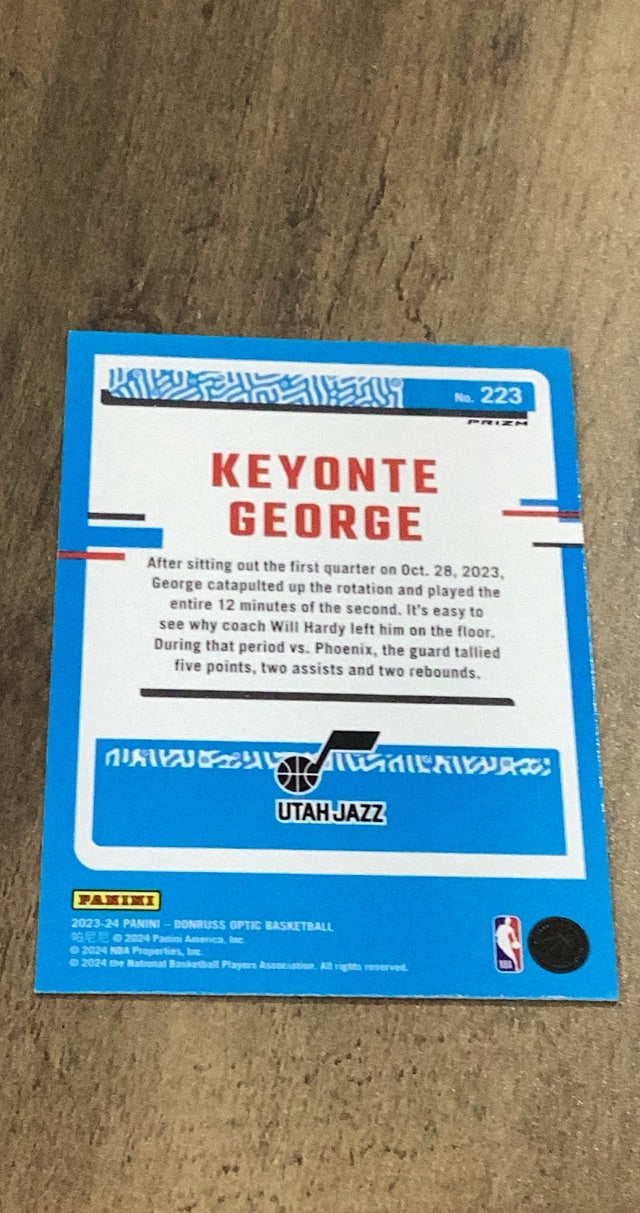 No. 223
PRIZM
KEYONTE
GEORGE
After sitting out the first quarter on Oct. 28, 2023,
George catapulted up the rotation and played the
entire 12 minutes of the second. It's easy to
see why coach Will Hardy left him on the floor.
During that period vs. Phoenix, the guard tallied
five points, two assists and two rebounds.
UTAH JAZZ
PANINI
2023-24 PANINI – DONRUSS OPTIC BASKETBALL
帕尼尼 © 2024 Panini America, Inc.
© 2024 NBA Properties, Inc.
© 2024 the National Basketball Players Association. All rights reserved.
NBA